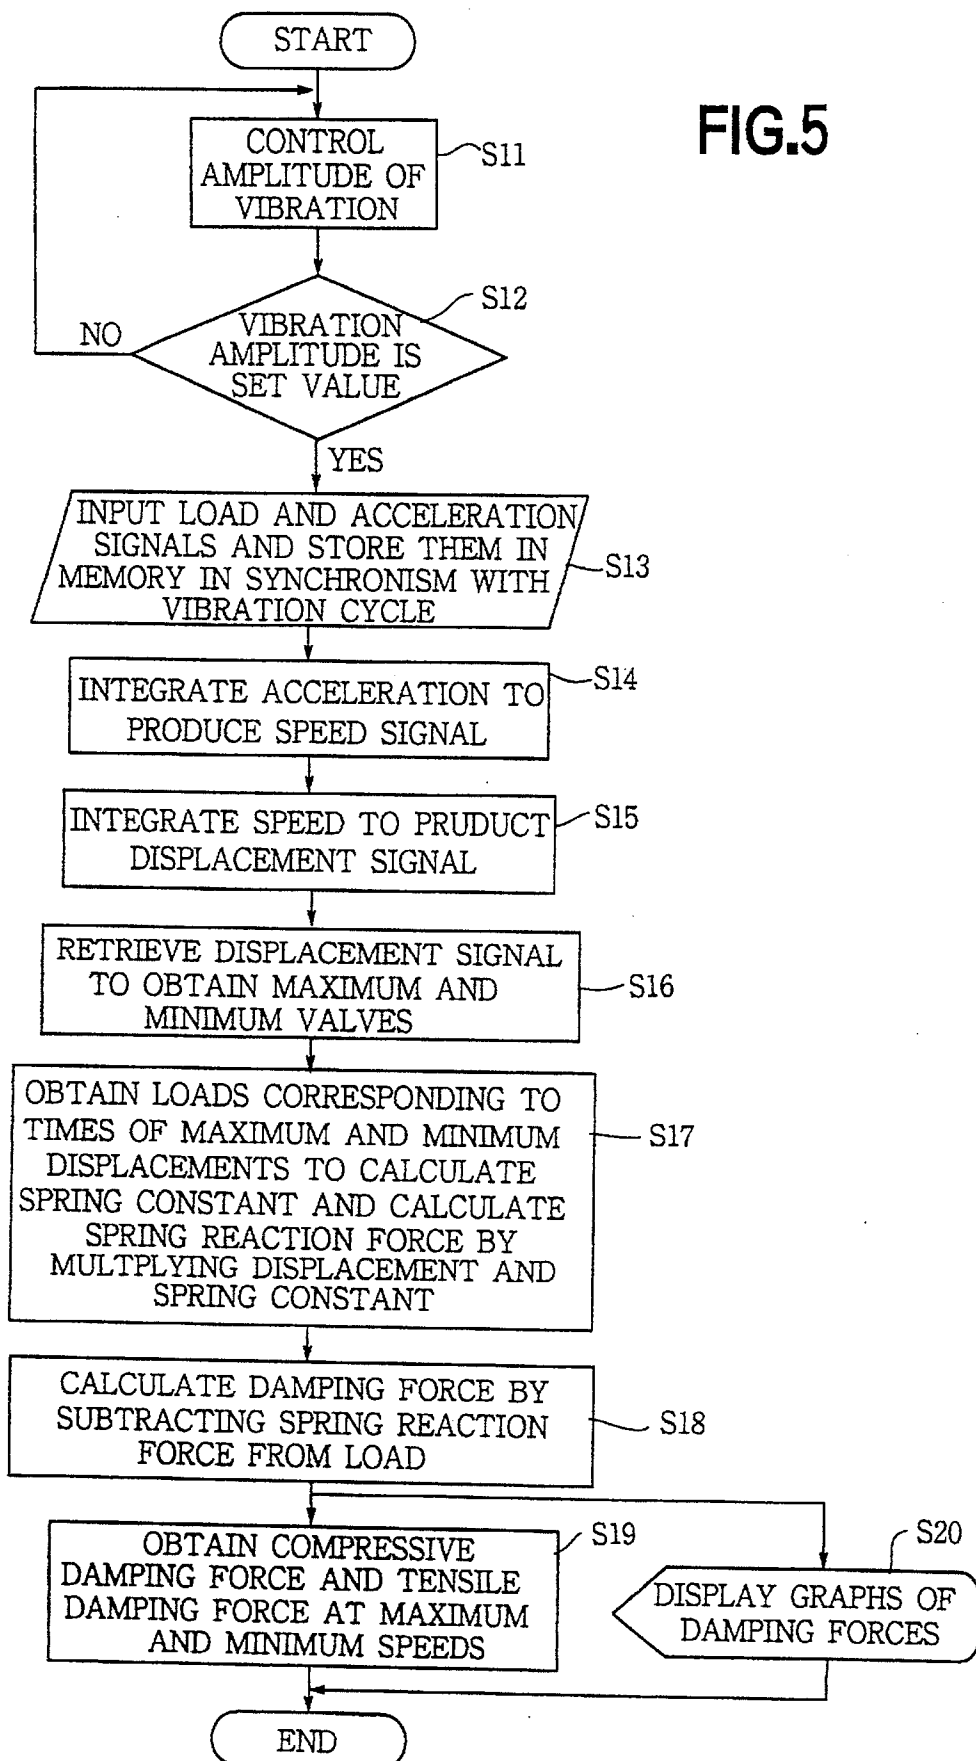 START
FIG.5
CONTROL
AMPLITUDE OF
VIBRATION
S11
VIBRATION
AMPLITUDE IS
SET VALUE
S12
NO
YES
INPUT LOAD AND ACCELERATION
SIGNALS AND STORE THEM IN
MEMORY IN SYNCHRONISM WITH
VIBRATION CYCLE
S13
INTEGRATE ACCELERATION TO
PRODUCE SPEED SIGNAL
S14
INTEGRATE SPEED TO PRUDUCT
DISPLACEMENT SIGNAL
S15
RETRIEVE DISPLACEMENT SIGNAL
TO OBTAIN MAXIMUM AND
MINIMUM VALVES
S16
OBTAIN LOADS CORRESPONDING TO
TIMES OF MAXIMUM AND MINIMUM
DISPLACEMENTS TO CALCULATE
SPRING CONSTANT AND CALCULATE
SPRING REACTION FORCE BY
MULTPLYING DISPLACEMENT AND
SPRING CONSTANT
S17
CALCULATE DAMPING FORCE BY
SUBTRACTING SPRING REACTION
FORCE FROM LOAD
S18
OBTAIN COMPRESSIVE
DAMPING FORCE AND TENSILE
DAMPING FORCE AT MAXIMUM
AND MINIMUM SPEEDS
S19
DISPLAY GRAPHS OF
DAMPING FORCES
S20
END